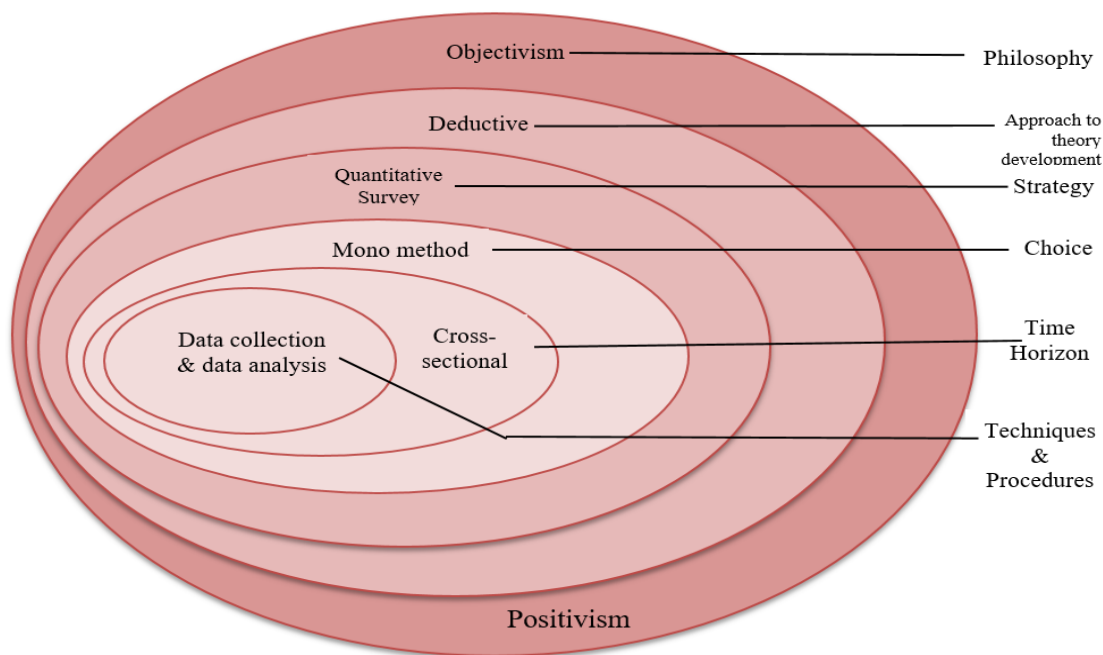 Objectivism
Philosophy
Deductive
Approach to
theory
development
Quantitative
Survey
Strategy
Mono method
Choice
Data collection
& data analysis
Cross-
sectional
Time
Horizon
Techniques
&
Procedures
Positivism